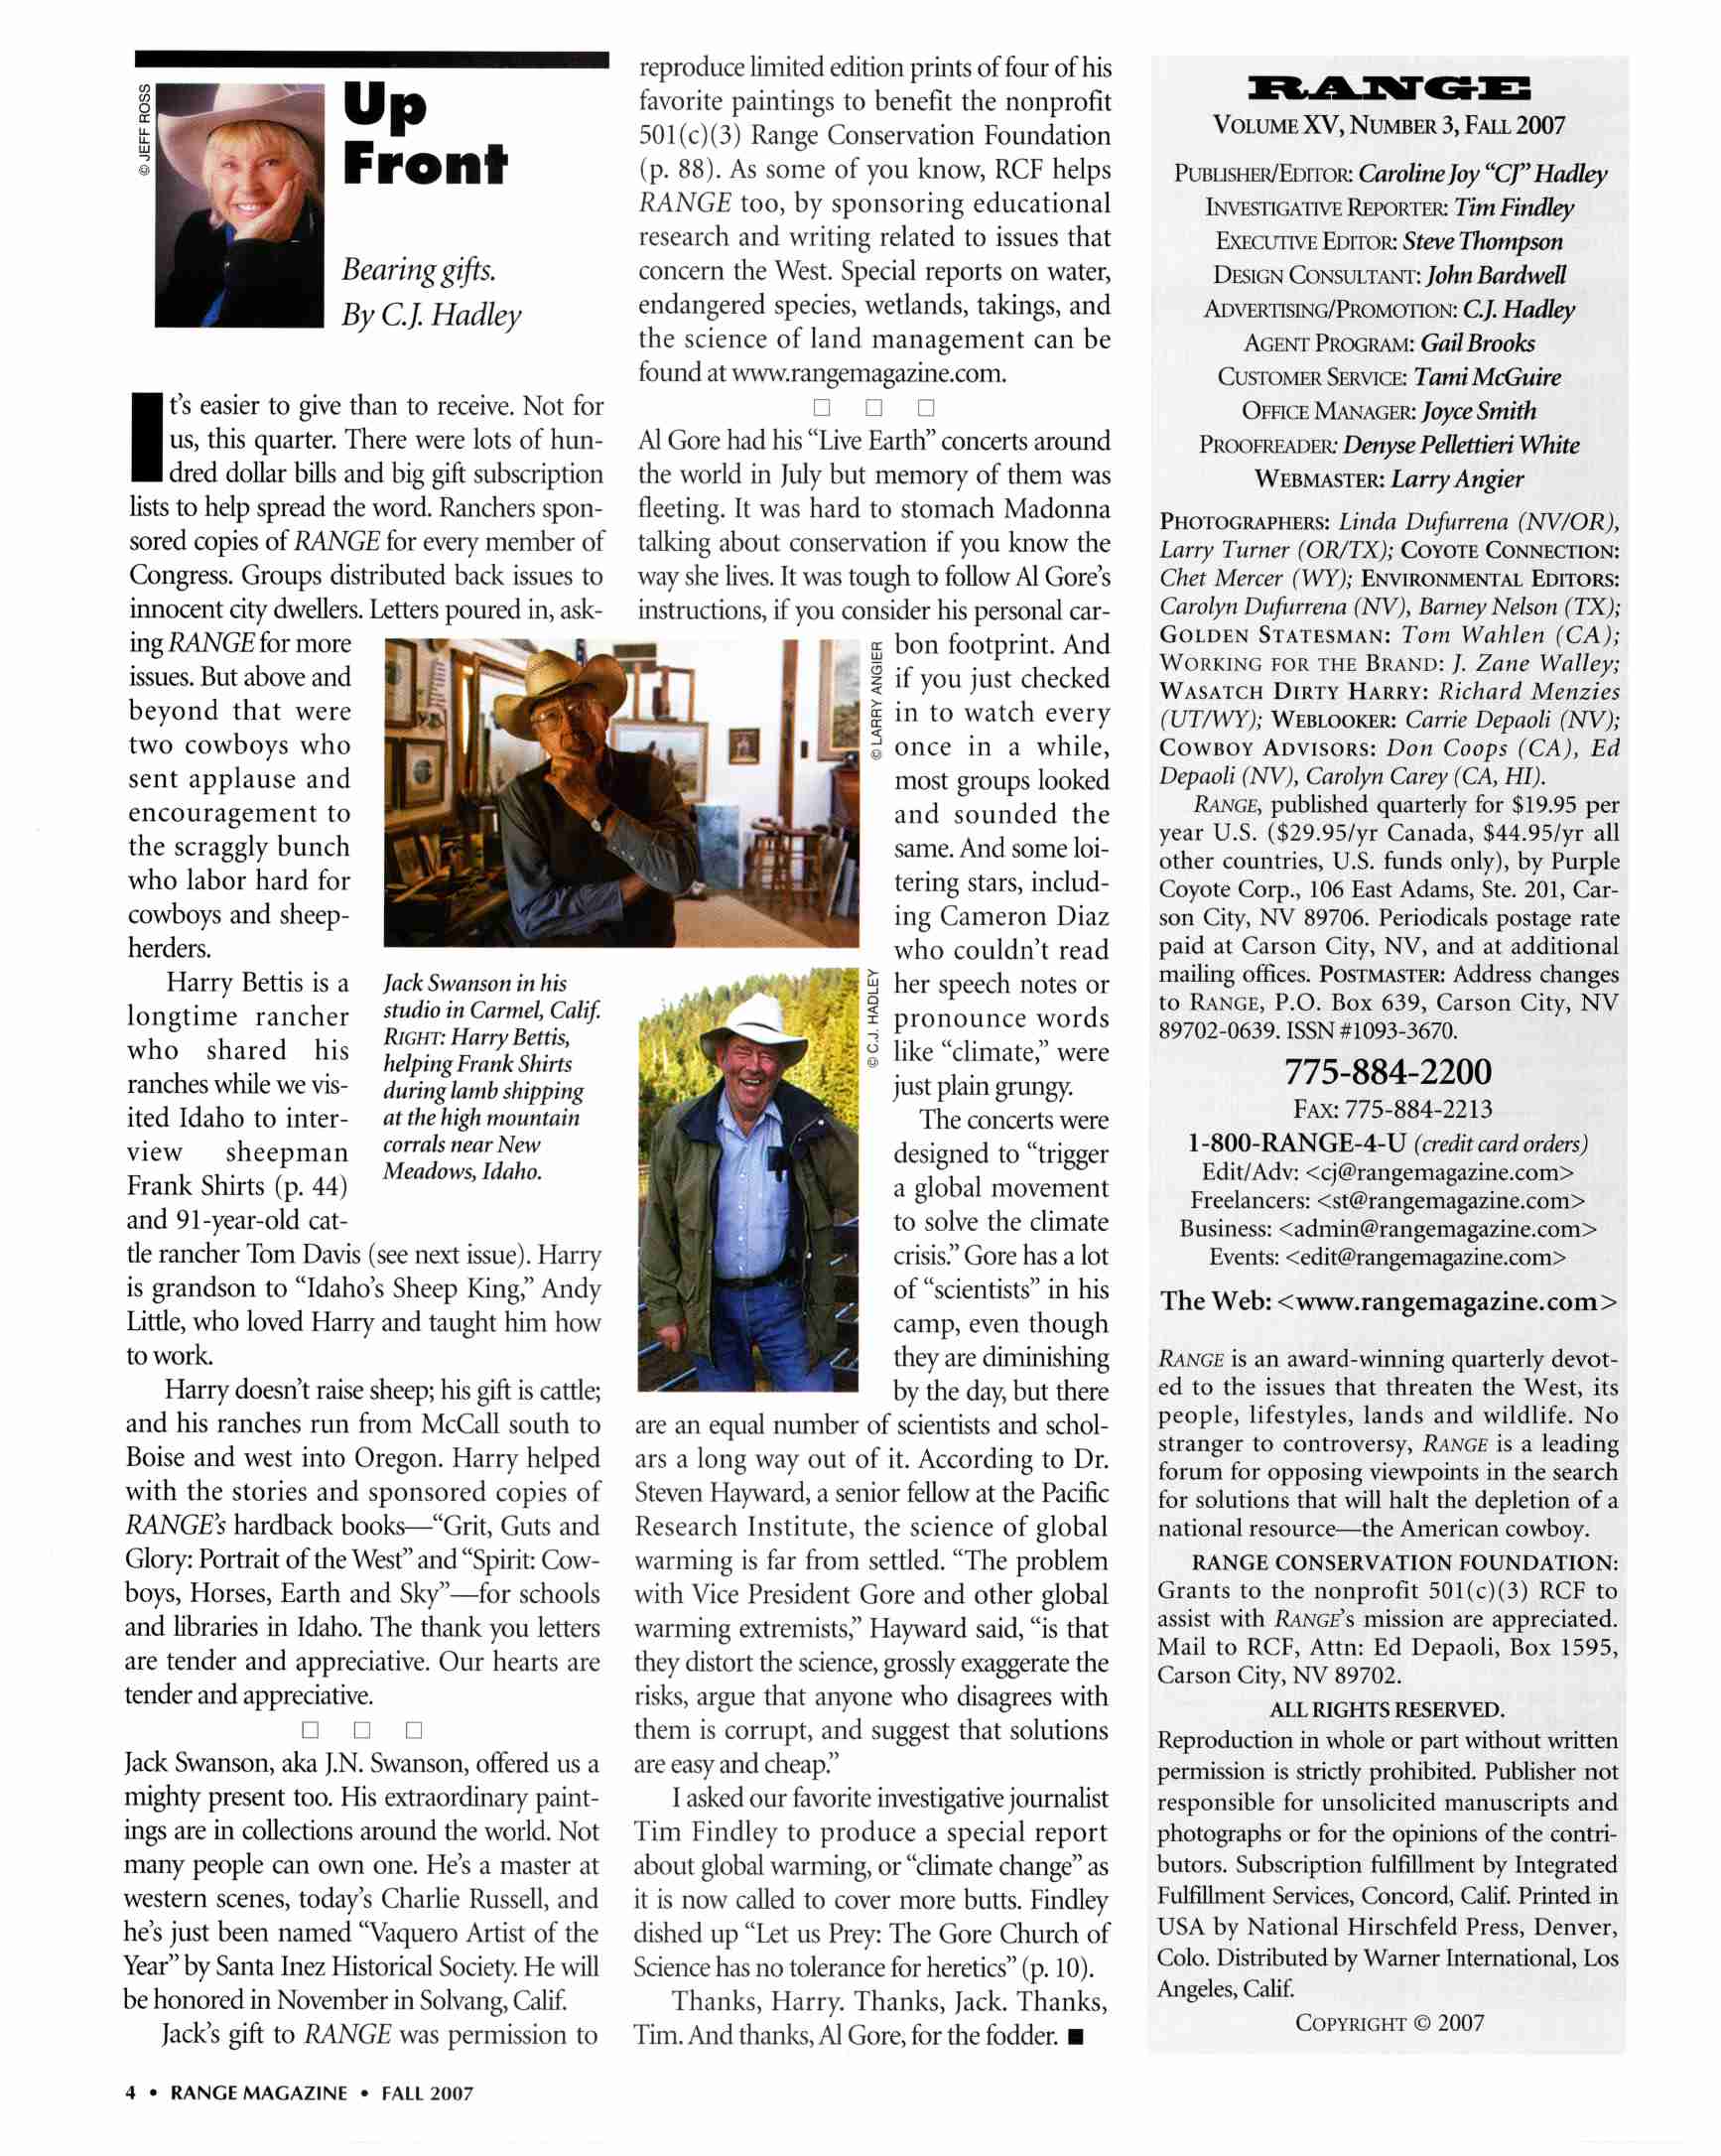 © JEFF ROSS
Up
Front
Bearing gifts.
By C.J. Hadley
It's easier to give than to receive. Not for
us, this quarter. There were lots of hun-
dred dollar bills and big gift subscription
lists to help spread the word. Ranchers spon-
sored copies of RANGE for every member of
Congress. Groups distributed back issues to
innocent city dwellers. Letters poured in, ask-
ing RANGE for more
issues. But above and
beyond that were
two cowboys who
sent applause and
encouragement to
the scraggly bunch
who labor hard for
cowboys and sheep-
herders.
Harry Bettis is a
longtime rancher
who shared his
ranches while we vis-
ited Idaho to inter-
view sheepman
Frank Shirts (p. 44)
and 91-year-old cat-
tle rancher Tom Davis (see next issue). Harry
is grandson to “Idaho's Sheep King,” Andy
Little, who loved Harry and taught him how
to work.
Harry doesn't raise sheep; his gift is cattle;
and his ranches run from McCall south to
Boise and west into Oregon. Harry helped
with the stories and sponsored copies of
RANGE's hardback books—“Grit, Guts and
Glory: Portrait of the West” and “Spirit: Cow-
boys, Horses, Earth and Sky”—for schools
and libraries in Idaho. The thank you letters
are tender and appreciative. Our hearts are
tender and appreciative.
□ □ □
Jack Swanson, aka J.N. Swanson, offered us a
mighty present too. His extraordinary paint-
ings are in collections around the world. Not
many people can own one. He's a master at
western scenes, today's Charlie Russell, and
he's just been named “Vaquero Artist of the
Year” by Santa Inez Historical Society. He will
be honored in November in Solvang, Calif.
Jack's gift to RANGE was permission to
reproduce limited edition prints of four of his
favorite paintings to benefit the nonprofit
501(c)(3) Range Conservation Foundation
(p. 88). As some of you know, RCF helps
RANGE too, by sponsoring educational
research and writing related to issues that
concern the West. Special reports on water,
endangered species, wetlands, takings, and
the science of land management can be
found at www.rangemagazine.com.
□ □ □
Al Gore had his “Live Earth” concerts around
the world in July but memory of them was
fleeting. It was hard to stomach Madonna
talking about conservation if you know the
way she lives. It was tough to follow Al Gore's
instructions, if you consider his personal car-
bon footprint. And
if you just checked
in to watch every
once in a while,
most groups looked
and sounded the
same. And some loi-
tering stars, includ-
ing Cameron Diaz
who couldn't read
her speech notes or
pronounce words
like “climate,” were
just plain grungy.
The concerts were
designed to “trigger
a global movement
to solve the climate
crisis.” Gore has a lot
of “scientists” in his
camp, even though
they are diminishing
by the day, but there
are an equal number of scientists and schol-
ars a long way out of it. According to Dr.
Steven Hayward, a senior fellow at the Pacific
Research Institute, the science of global
warming is far from settled. “The problem
with Vice President Gore and other global
warming extremists,” Hayward said, “is that
they distort the science, grossly exaggerate the
risks, argue that anyone who disagrees with
them is corrupt, and suggest that solutions
are easy and cheap.”
I asked our favorite investigative journalist
Tim Findley to produce a special report
about global warming, or “climate change” as
it is now called to cover more butts. Findley
dished up “Let us Prey: The Gore Church of
Science has no tolerance for heretics” (p. 10).
Thanks, Harry. Thanks, Jack. Thanks,
Tim. And thanks, Al Gore, for the fodder. ■
© LARRY ANGIER
Jack Swanson in his
studio in Carmel, Calif.
RIGHT: Harry Bettis,
helping Frank Shirts
during lamb shipping
at the high mountain
corrals near New
Meadows, Idaho.
© C.J. HADLEY
RANGE
VOLUME XV, NUMBER 3, FALL 2007
PUBLISHER/EDITOR: Caroline Joy “CJ” Hadley
INVESTIGATIVE REPORTER: Tim Findley
EXECUTIVE EDITOR: Steve Thompson
DESIGN CONSULTANT: John Bardwell
ADVERTISING/PROMOTION: C.J. Hadley
AGENT PROGRAM: Gail Brooks
CUSTOMER SERVICE: Tami McGuire
OFFICE MANAGER: Joyce Smith
PROOFREADER: Denyse Pellettieri White
WEBMASTER: Larry Angier
PHOTOGRAPHERS: Linda Dufurrena (NV/OR),
Larry Turner (OR/TX); COYOTE CONNECTION:
Chet Mercer (WY); ENVIRONMENTAL EDITORS:
Carolyn Dufurrena (NV), Barney Nelson (TX);
GOLDEN STATESMAN: Tom Wahlen (CA);
WORKING FOR THE BRAND: J. Zane Walley;
WASATCH DIRTY HARRY: Richard Menzies
(UT/WY); WEBLOOKER: Carrie Depaoli (NV);
COWBOY ADVISORS: Don Coops (CA), Ed
Depaoli (NV), Carolyn Carey (CA, HI).
RANGE, published quarterly for $19.95 per
year U.S. ($29.95/yr Canada, $44.95/yr all
other countries, U.S. funds only), by Purple
Coyote Corp., 106 East Adams, Ste. 201, Car-
son City, NV 89706. Periodicals postage rate
paid at Carson City, NV, and at additional
mailing offices. POSTMASTER: Address changes
to RANGE, P.O. Box 639, Carson City, NV
89702-0639. ISSN #1093-3670.
775-884-2200
FAX: 775-884-2213
1-800-RANGE-4-U (credit card orders)
Edit/Adv: <cj@rangemagazine.com>
Freelancers: <st@rangemagazine.com>
Business: <admin@rangemagazine.com>
Events: <edit@rangemagazine.com>
The Web: <www.rangemagazine.com>
RANGE is an award-winning quarterly devot-
ed to the issues that threaten the West, its
people, lifestyles, lands and wildlife. No
stranger to controversy, RANGE is a leading
forum for opposing viewpoints in the search
for solutions that will halt the depletion of a
national resource—the American cowboy.
RANGE CONSERVATION FOUNDATION:
Grants to the nonprofit 501(c)(3) RCF to
assist with RANGE's mission are appreciated.
Mail to RCF, Attn: Ed Depaoli, Box 1595,
Carson City, NV 89702.
ALL RIGHTS RESERVED.
Reproduction in whole or part without written
permission is strictly prohibited. Publisher not
responsible for unsolicited manuscripts and
photographs or for the opinions of the contri-
butors. Subscription fulfillment by Integrated
Fulfillment Services, Concord, Calif. Printed in
USA by National Hirschfeld Press, Denver,
Colo. Distributed by Warner International, Los
Angeles, Calif.
COPYRIGHT © 2007
4 • RANGE MAGAZINE • FALL 2007